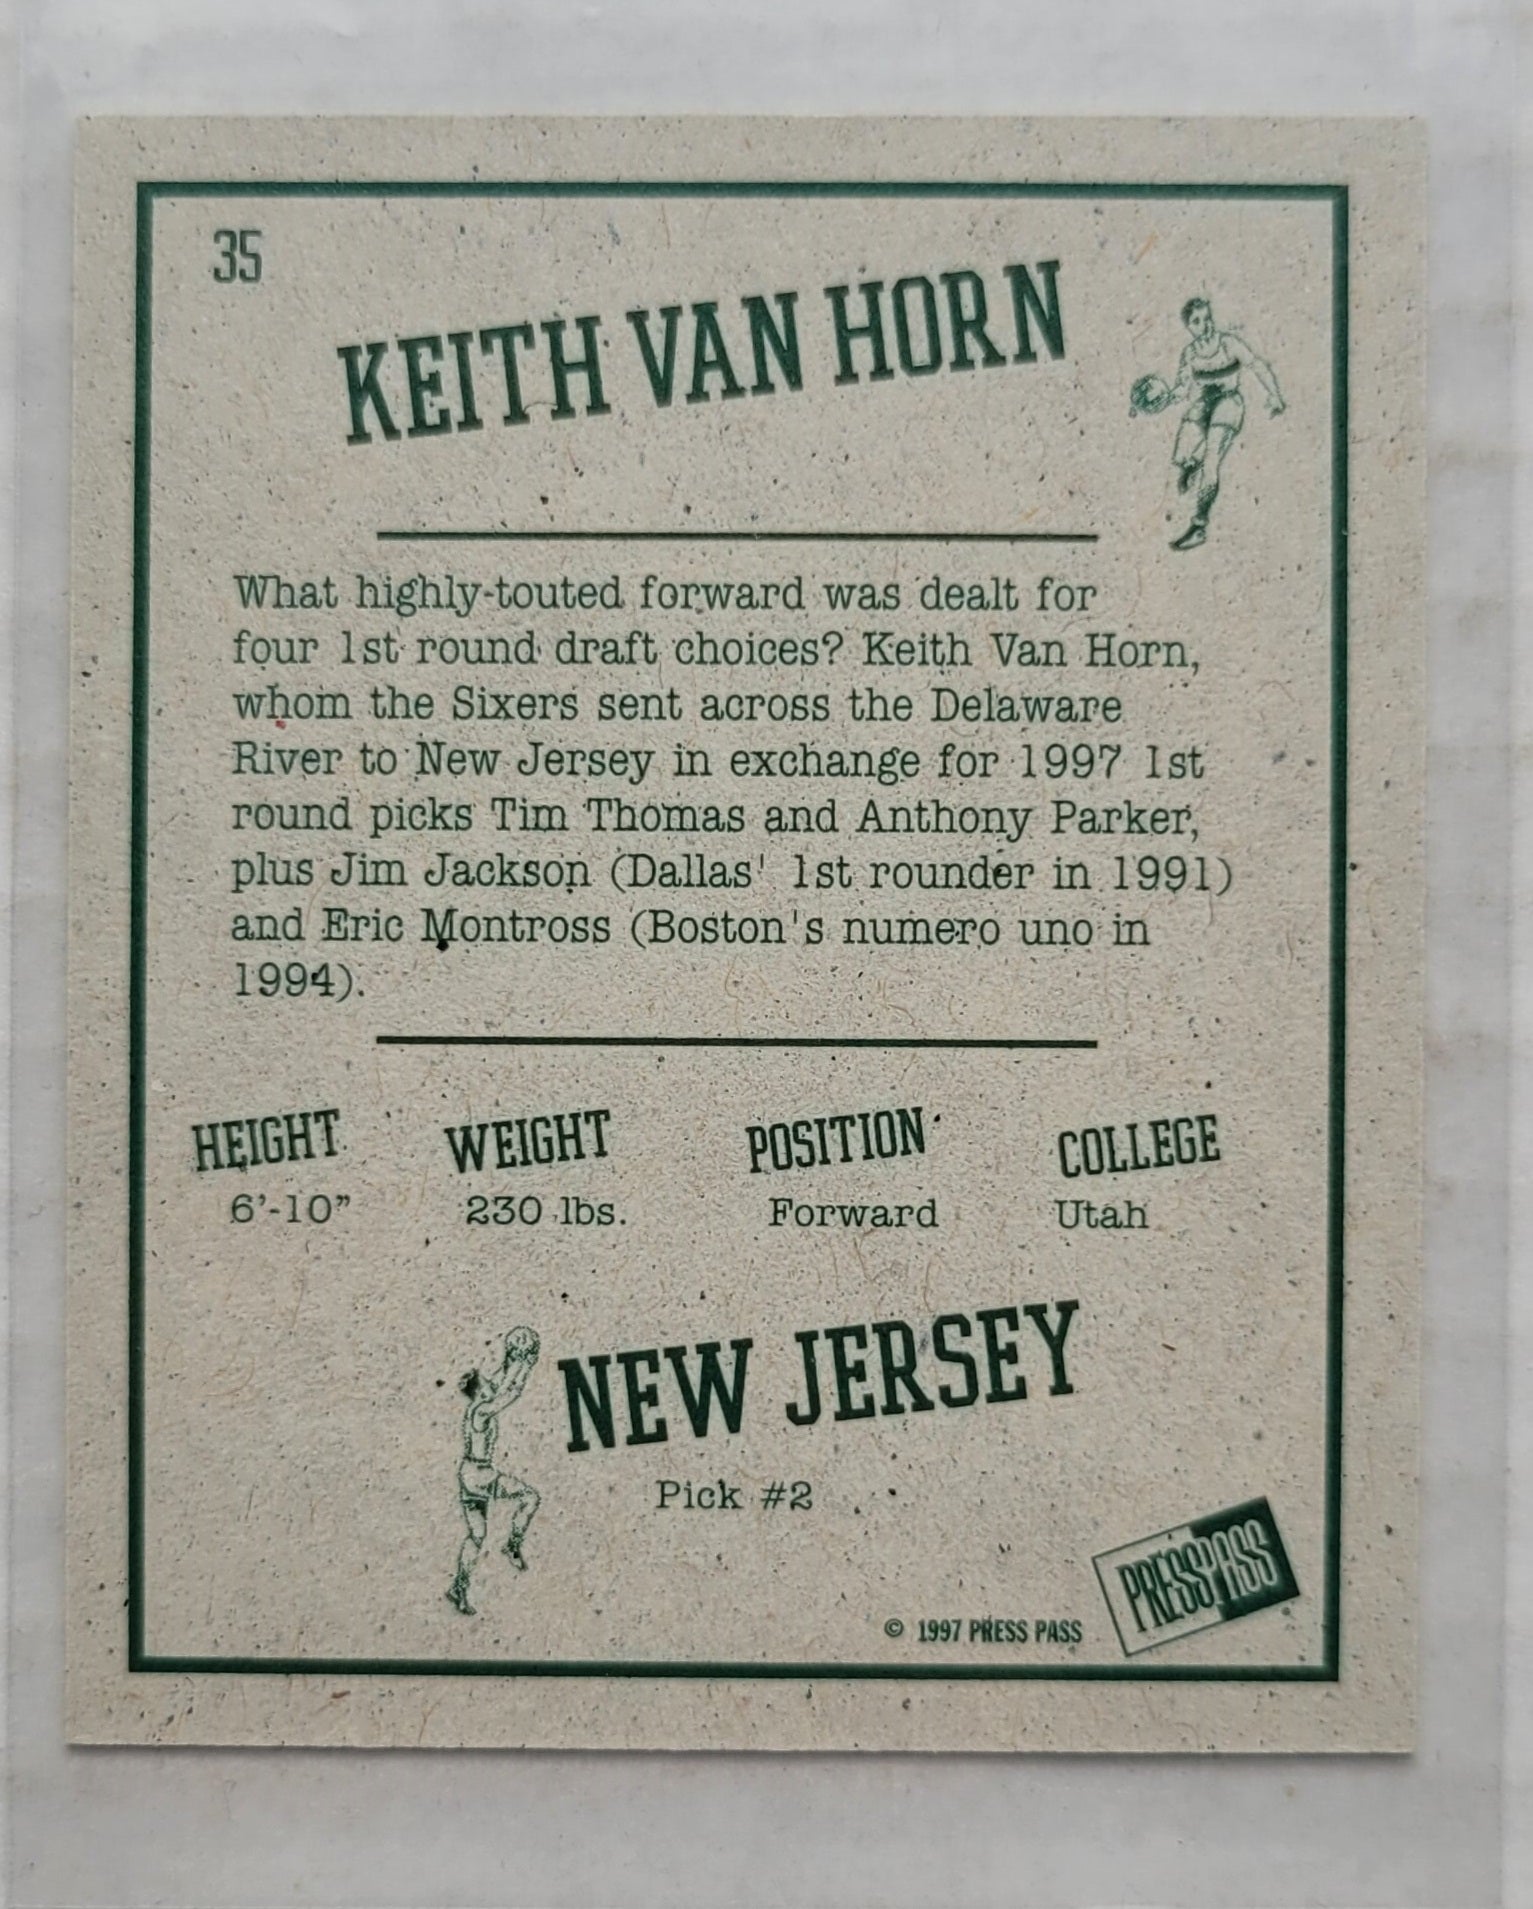 35
KEITH VAN HORN
What highly-touted forward was dealt for
four 1st round draft choices? Keith Van Horn,
whom the Sixers sent across the Delaware
River to New Jersey in exchange for 1997 1st
round picks Tim Thomas and Anthony Parker,
plus Jim Jackson (Dallas' 1st rounder in 1991)
and Eric Montross (Boston's numero uno in
1994).
HEIGHT WEIGHT POSITION COLLEGE
6'-10" 230 lbs. Forward Utah
NEW JERSEY
Pick #2
© 1997 PRESS PASS
PRESS PASS